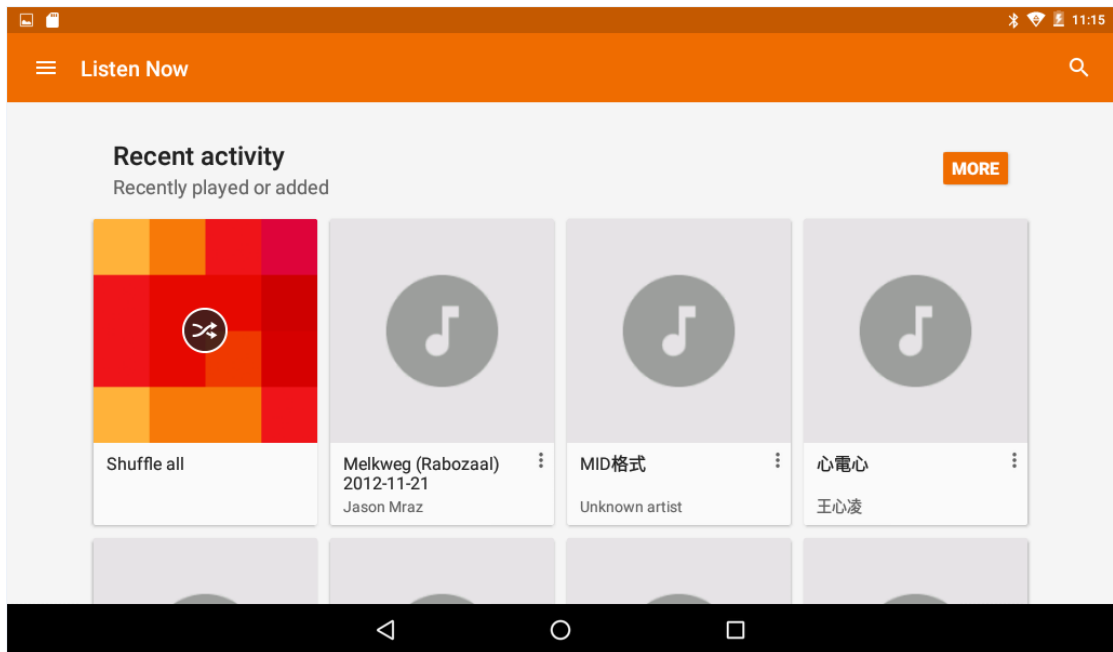 11:15
Listen Now
Recent activity
Recently played or added
MORE
Shuffle all
Melkweg (Rabozaal)
2012-11-21
Jason Mraz
MID格式
Unknown artist
心電心
王心凌